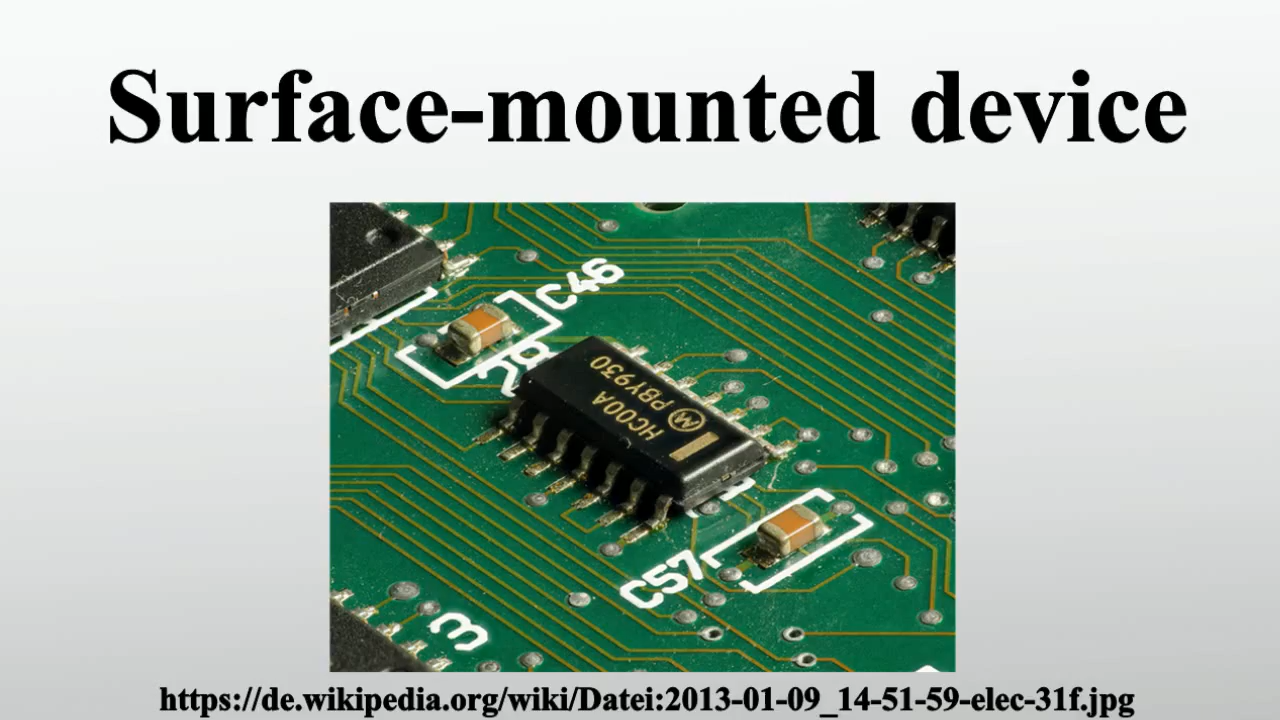 Surface-mounted device
C46
HC00A
PBY930
C57
3
https://de.wikipedia.org/wiki/Datei:2013-01-09_14-51-59-elec-31f.jpg